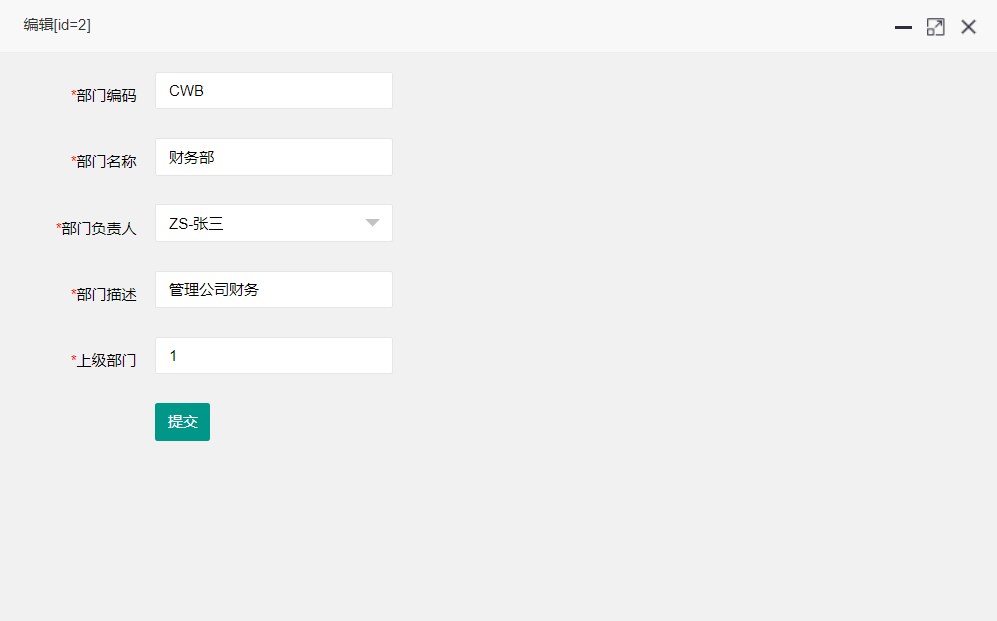 编辑[id=2]
*部门编码 CWB
*部门名称 财务部
*部门负责人 ZS-张三
*部门描述 管理公司财务
*上级部门 1
提交